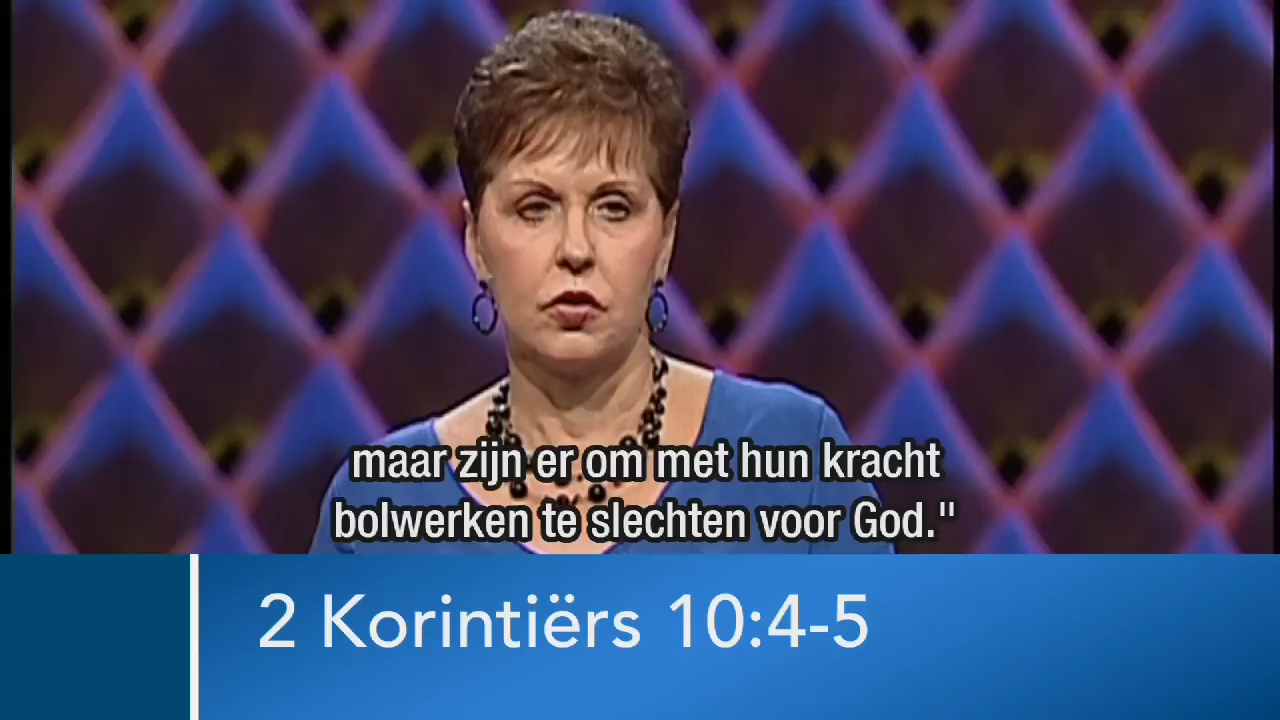 maar zijn er om met hun kracht
bolwerken te slechten voor God."
2 Korintiërs 10:4-5